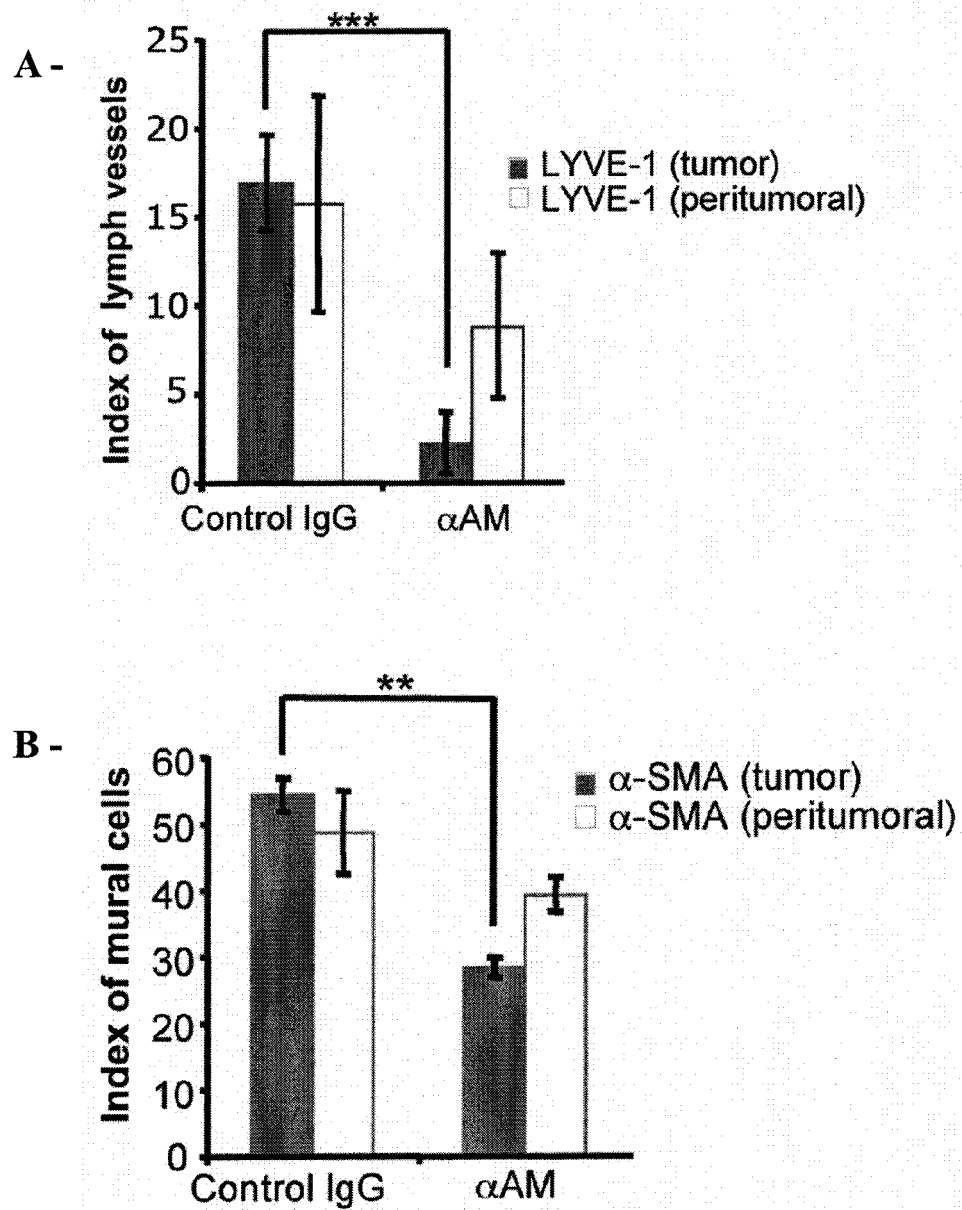 A -
***
Index of lymph vessels
25
20
15
10
5
0
LYVE-1 (tumor)
LYVE-1 (peritumoral)
Control IgG
αAM
B -
**
Index of mural cells
60
50
40
30
20
10
0
α-SMA (tumor)
α-SMA (peritumoral)
Control IgG
αAM